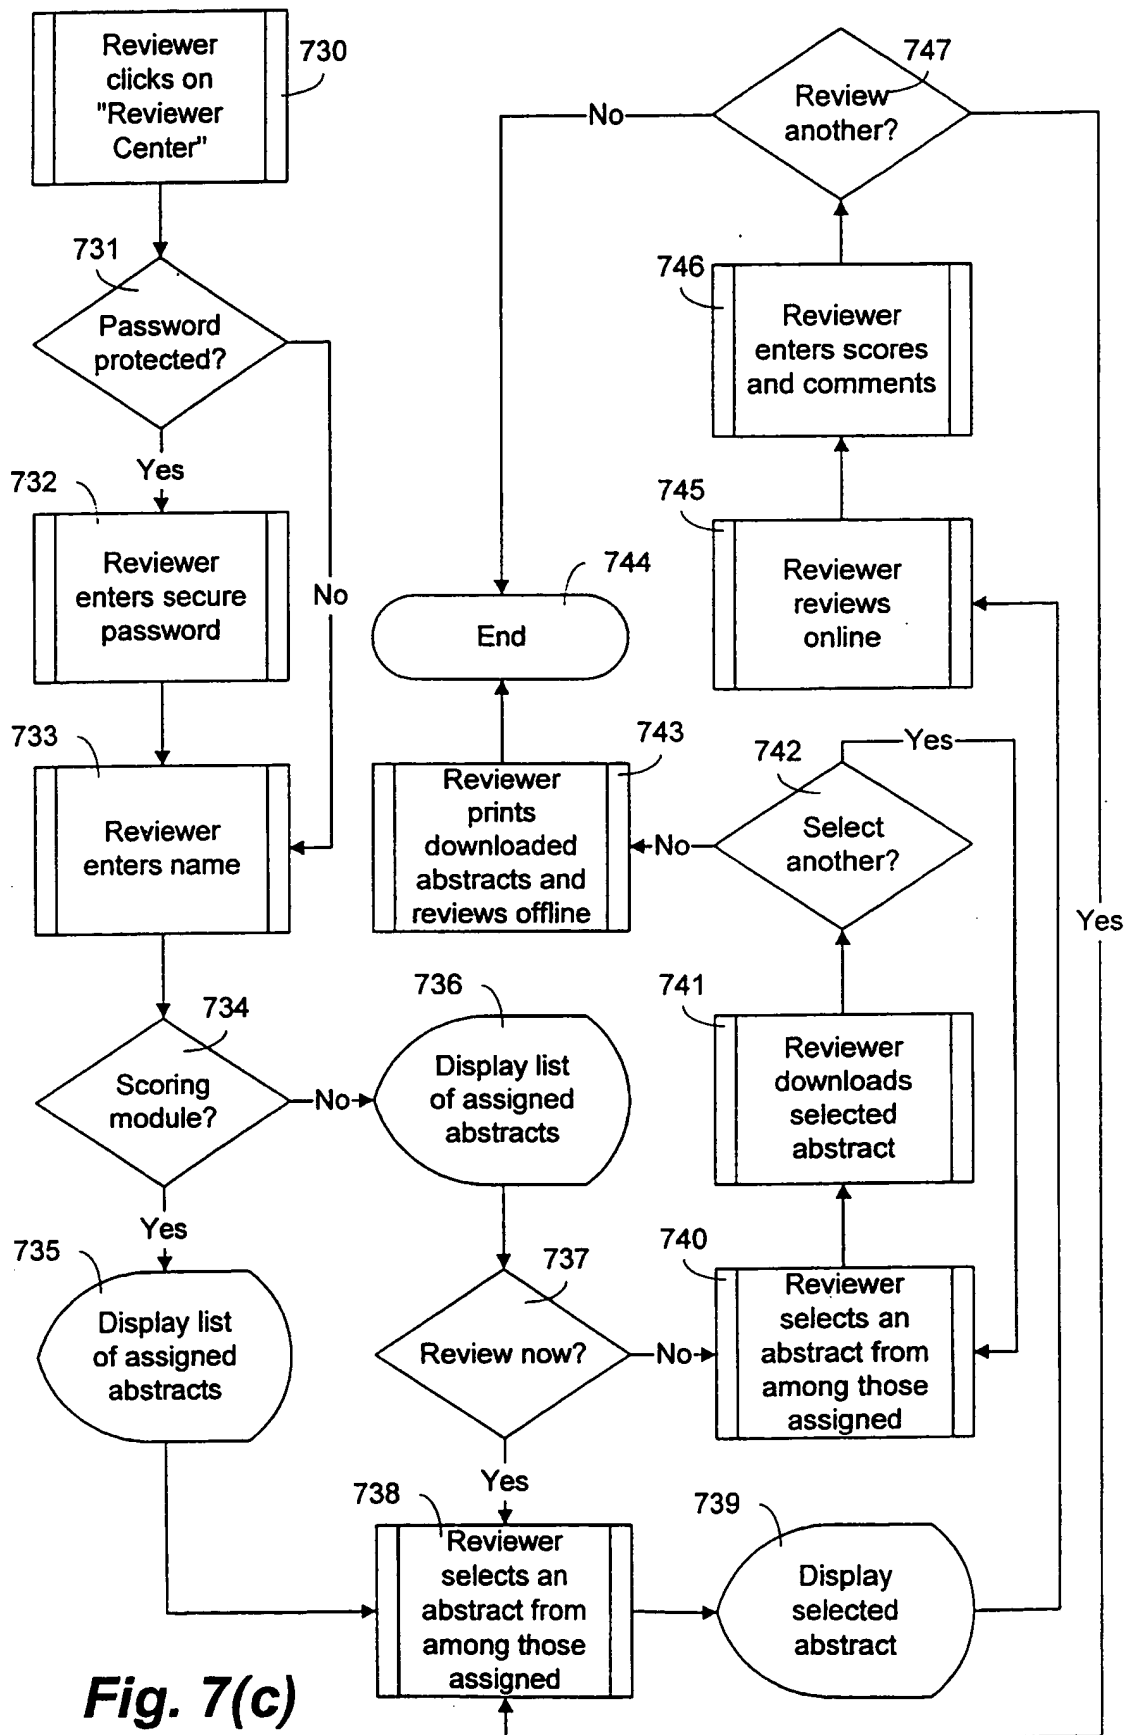 Reviewer
clicks on
"Reviewer
Center"
730
731
Password
protected?
Yes
No
732
Reviewer
enters secure
password
733
Reviewer
enters name
734
Scoring
module?
No
Yes
735
Display list
of assigned
abstracts
736
Display list
of assigned
abstracts
737
Review now?
No
Yes
738
Reviewer
selects an
abstract from
among those
assigned
739
Display
selected
abstract
740
Reviewer
selects an
abstract from
among those
assigned
741
Reviewer
downloads
selected
abstract
742
Select
another?
Yes
No
743
Reviewer
prints
downloaded
abstracts and
reviews offline
744
End
745
Reviewer
reviews
online
746
Reviewer
enters scores
and comments
747
Review
another?
No
Yes
Fig. 7(c)